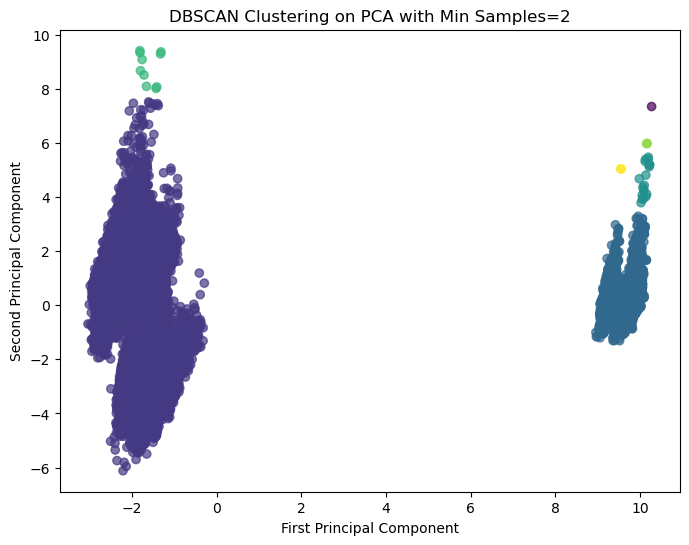 DBSCAN Clustering on PCA with Min Samples=2
10
8
6
4
2
0
−2
−4
−6
Second Principal Component
−2 0 2 4 6 8 10
First Principal Component